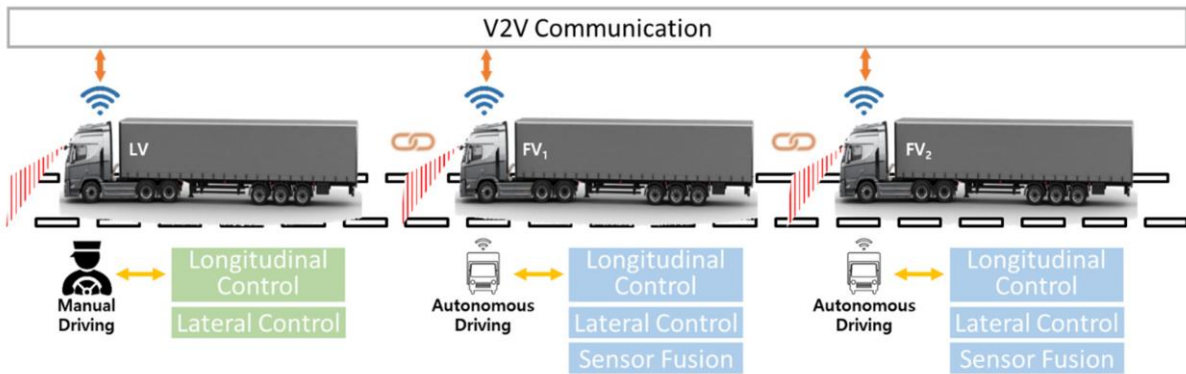 V2V Communication
LV
FV1
FV2
Manual
Driving
Longitudinal
Control
Lateral Control
Autonomous
Driving
Longitudinal
Control
Lateral Control
Sensor Fusion
Autonomous
Driving
Longitudinal
Control
Lateral Control
Sensor Fusion